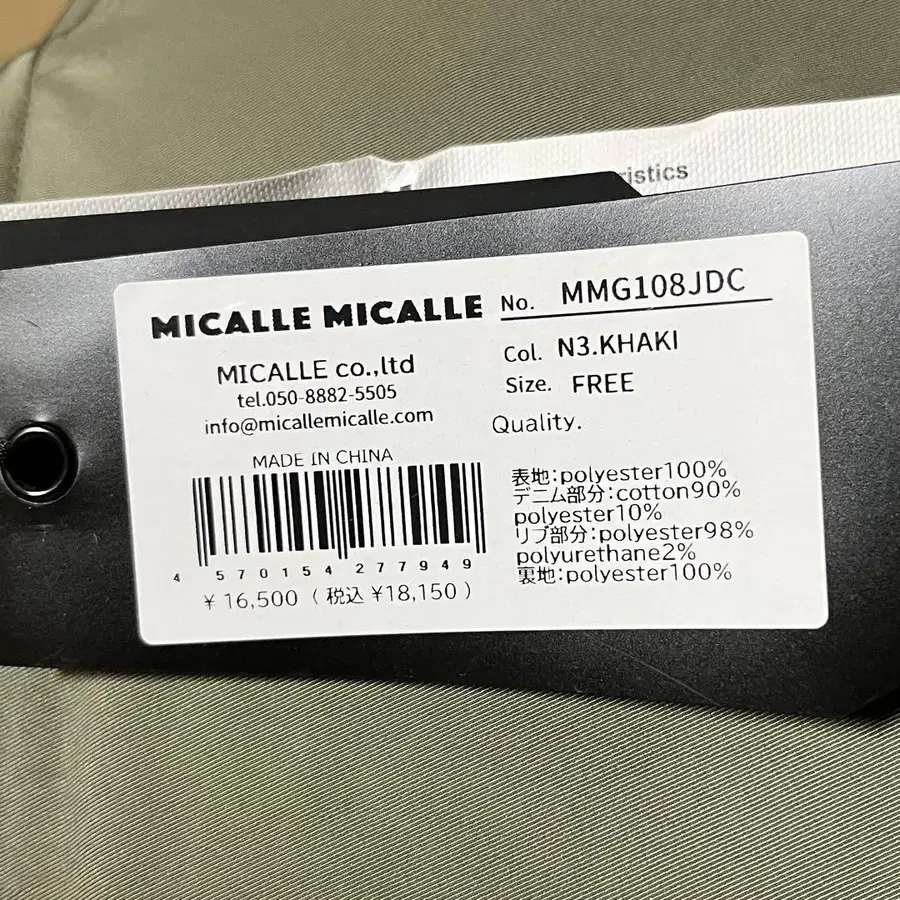 MICALLE MICALLE
MICALLE co.,ltd
tel.050-8882-5505
info@micallemicalle.com
MADE IN CHINA
4 570154 277949
¥ 16,500 ( 税込 ¥18,150 )
No. MMG108JDC
Col. N3.KHAKI
Size. FREE
Quality.
表地:polyester100%
デニム部分:cotton90%
polyester10%
リブ部分:polyester98%
polyurethane2%
裏地:polyester100%